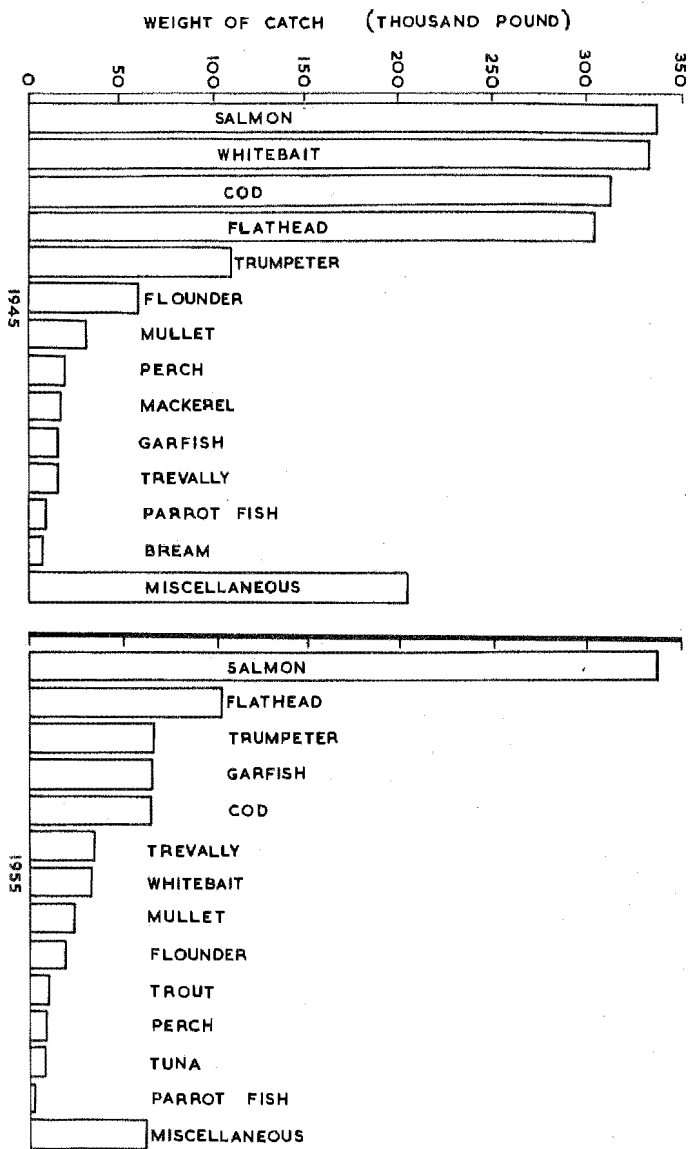 WEIGHT OF CATCH (THOUSAND POUND)
0 50 100 150 200 250 300 350
1945
SALMON
WHITEBAIT
COD
FLATHEAD
TRUMPETER
FLOUNDER
MULLET
PERCH
MACKEREL
GARFISH
TREVALLY
PARROT FISH
BREAM
MISCELLANEOUS
1955
SALMON
FLATHEAD
TRUMPETER
GARFISH
COD
TREVALLY
WHITEBAIT
MULLET
FLOUNDER
TROUT
PERCH
TUNA
PARROT FISH
MISCELLANEOUS